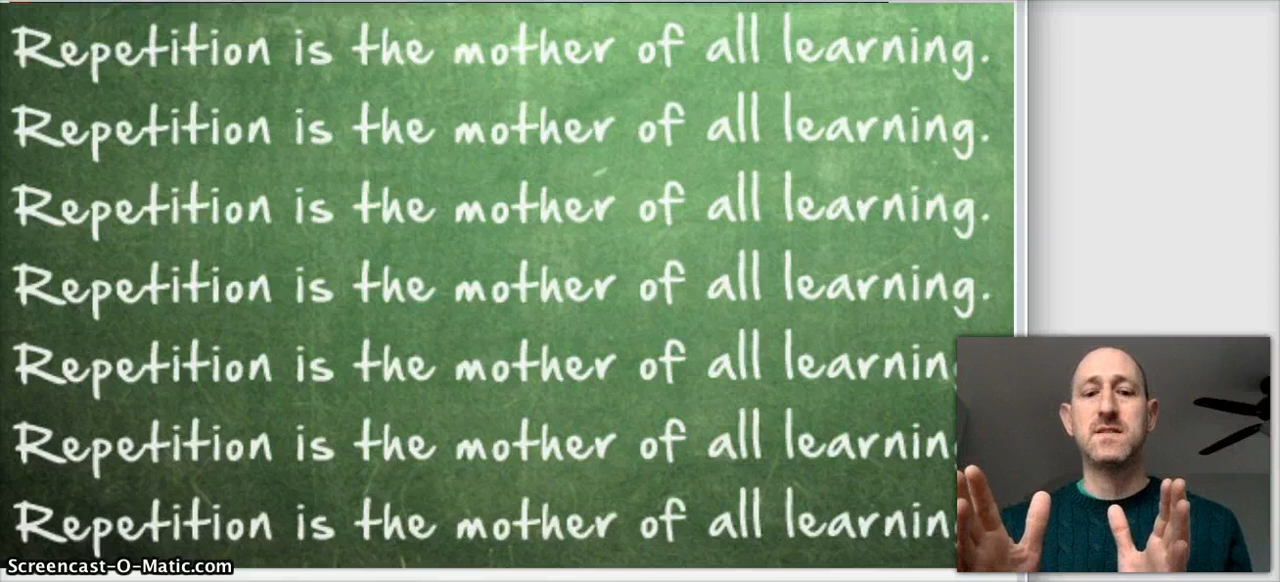 Repetition is the mother of all learning.
Repetition is the mother of all learning.
Repetition is the mother of all learning.
Repetition is the mother of all learning.
Repetition is the mother of all learnin
Repetition is the mother of all learnin
Repetition is the mother of all learnin
Screencast-O-Matic.com